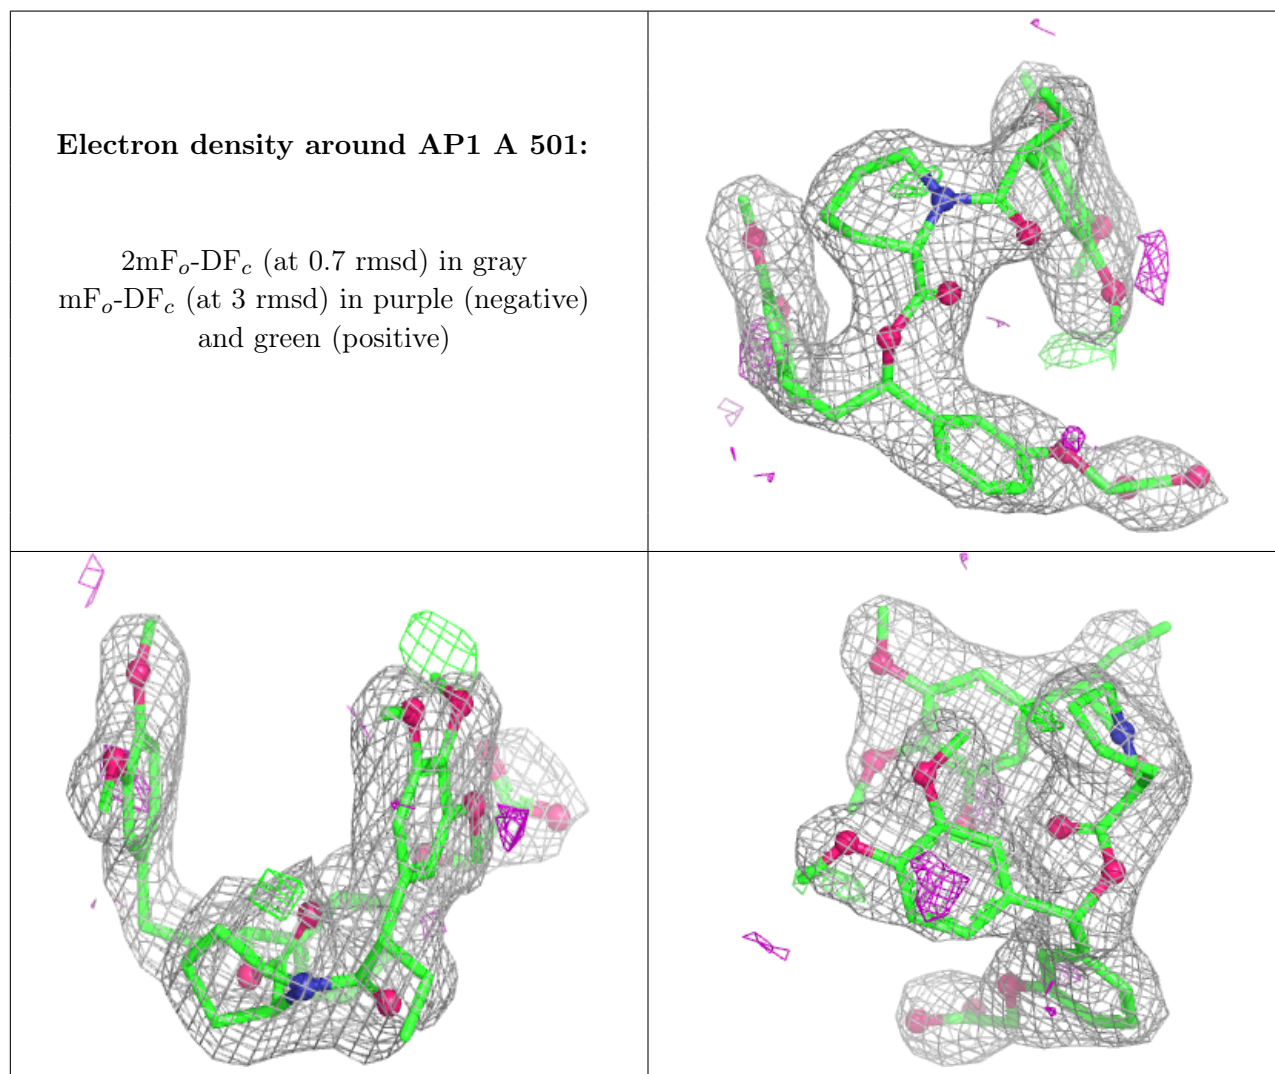 Electron density around AP1 A 501:
2mFo-DFc (at 0.7 rmsd) in gray
mFo-DFc (at 3 rmsd) in purple (negative)
and green (positive)